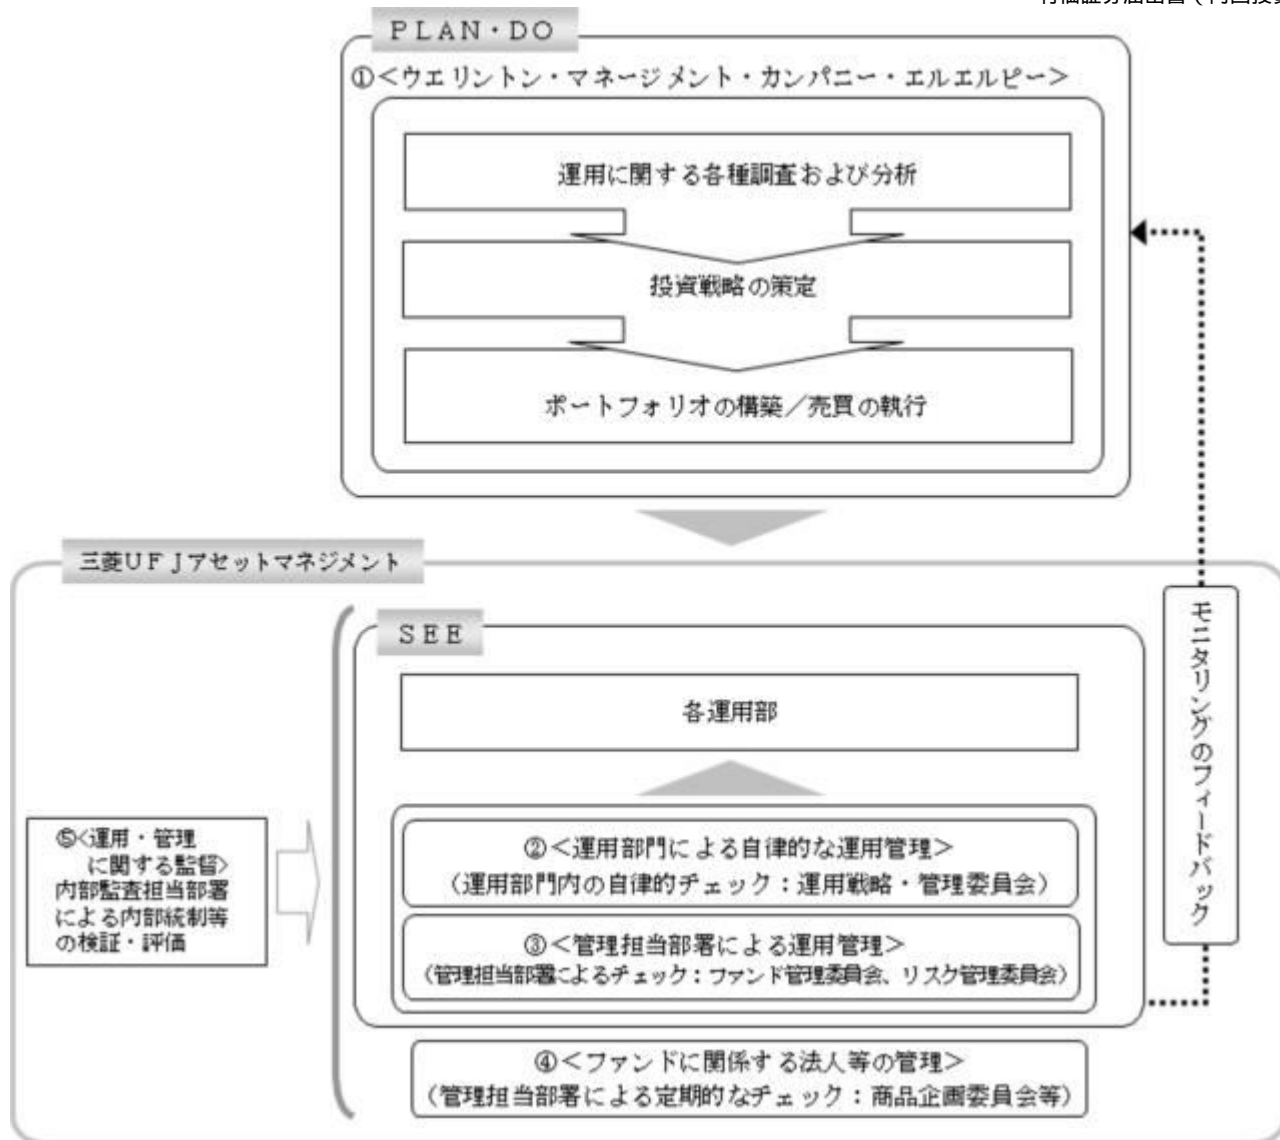 有価証券届出書（内国投資
ＰＬＡＮ・ＤＯ
①＜ウエリントン・マネージメント・カンパニー・エルエルピー＞
運用に関する各種調査および分析
投資戦略の策定
ポートフォリオの構築／売買の執行
三菱ＵＦＪアセットマネジメント
ＳＥＥ
各運用部
モニタリングのフィードバック
⑤<運用・管理
に関する監督>
内部監査担当部署
による内部統制等
の検証・評価
②＜運用部門による自律的な運用管理＞
（運用部門内の自律的チェック：運用戦略・管理委員会）
③＜管理担当部署による運用管理＞
（管理担当部署によるチェック：ファンド管理委員会、リスク管理委員会）
④＜ファンドに関係する法人等の管理＞
（管理担当部署による定期的なチェック：商品企画委員会等）